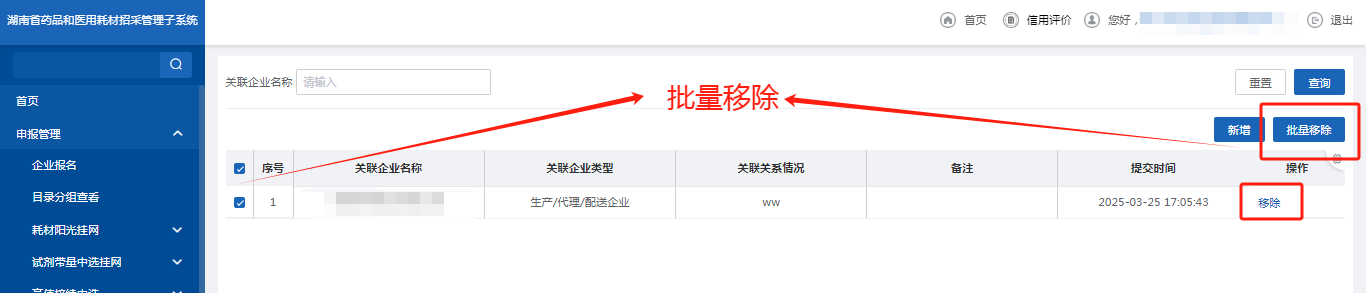 湖南省药品和医用耗材招采管理子系统
首页 信用评价 您好， 退出
首页
申报管理
企业报名
目录分组查看
耗材阳光挂网
试剂带量中选挂网
关联企业名称 请输入 重置 查询
批量移除
新增 批量移除
序号 关联企业名称 关联企业类型 关联关系情况 备注 提交时间 操作
1 生产/代理/配送企业 ww 2025-03-25 17:05:43 移除